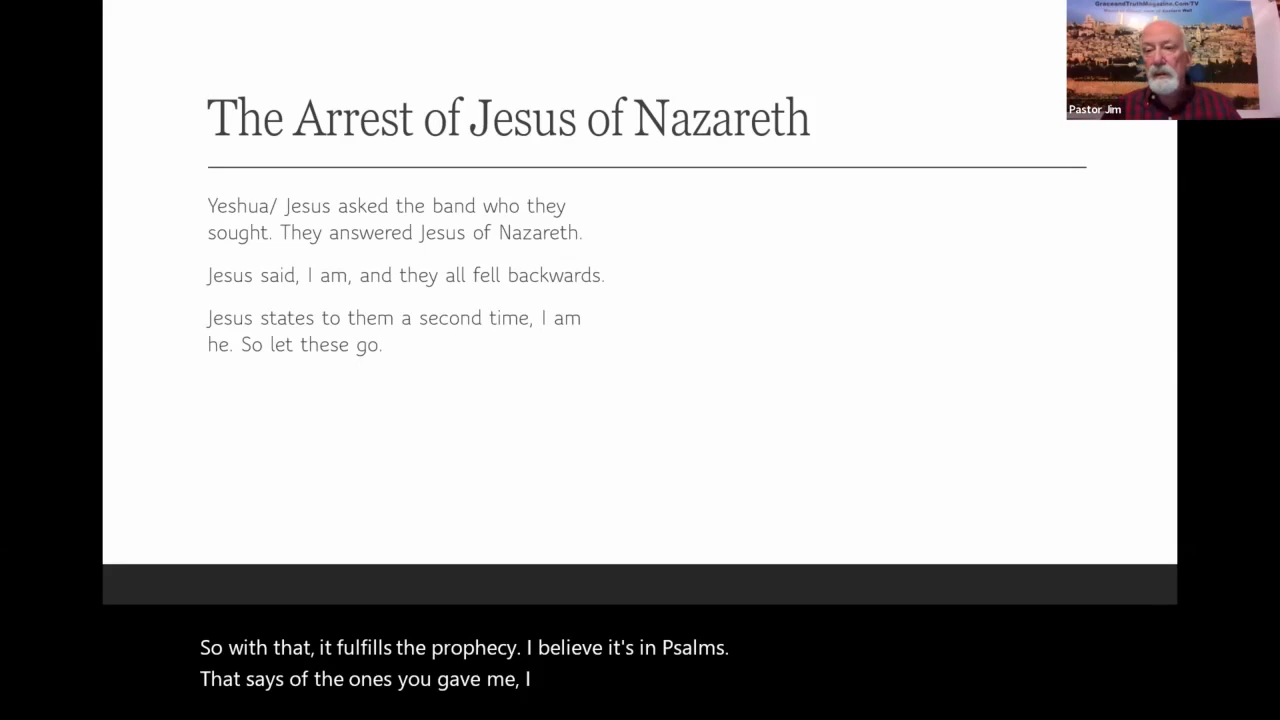 GraceandTruthMagazine.Com/TV
Pastor Jim
The Arrest of Jesus of Nazareth
Yeshua/ Jesus asked the band who they
sought. They answered Jesus of Nazareth.
Jesus said, I am, and they all fell backwards.
Jesus states to them a second time, I am
he. So let these go.
So with that, it fulfills the prophecy. I believe it's in Psalms.
That says of the ones you gave me, I